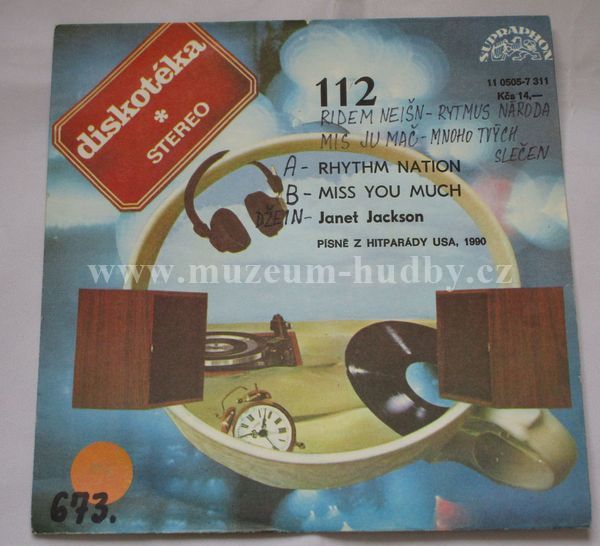 SUPRAPHON
diskotéka
*
STEREO
112
11 0505-7 311
Kčs 14,—
RIDEM NEIŠN - RYTMUS NÁRODA
MIS JU MAČ - MNOHO TVÝCH
SLEČEN
A - RHYTHM NATION
B - MISS YOU MUCH
DŽEIN - Janet Jackson
PÍSNĚ Z HITPARÁDY USA, 1990
www.muzeum-hudby.cz
673.